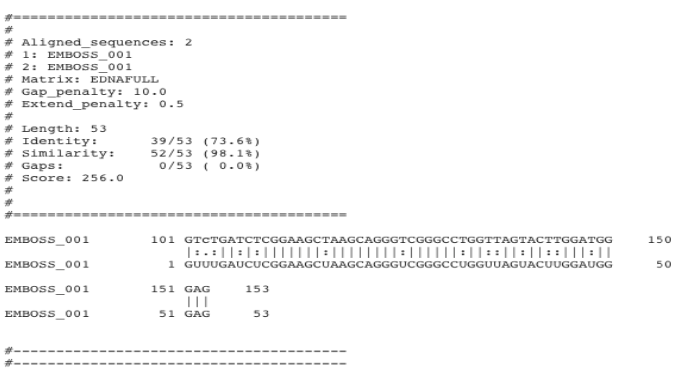 #=======================================
#
# Aligned_sequences: 2
# 1: EMBOSS_001
# 2: EMBOSS_001
# Matrix: EDNAFULL
# Gap_penalty: 10.0
# Extend_penalty: 0.5
#
# Length: 53
# Identity:      39/53 (73.6%)
# Similarity:    52/53 (98.1%)
# Gaps:           0/53 ( 0.0%)
# Score: 256.0
#
#
#=======================================
EMBOSS_001       101 GTcTGATCTCGGAAGCTAAGCAGGGTCGGGCCTGGTTAGTACTTGGATGG    150
                     |:.:||:|:|||||||:||||||||:||||||:||::||:||::|||:||
EMBOSS_001         1 GUUUGAUCUCGGAAGCUAAGCAGGGUCGGGCCUGGUUAGUACUUGGAUGG     50
EMBOSS_001       151 GAG    153
                     |||
EMBOSS_001        51 GAG     53
#---------------------------------------
#---------------------------------------